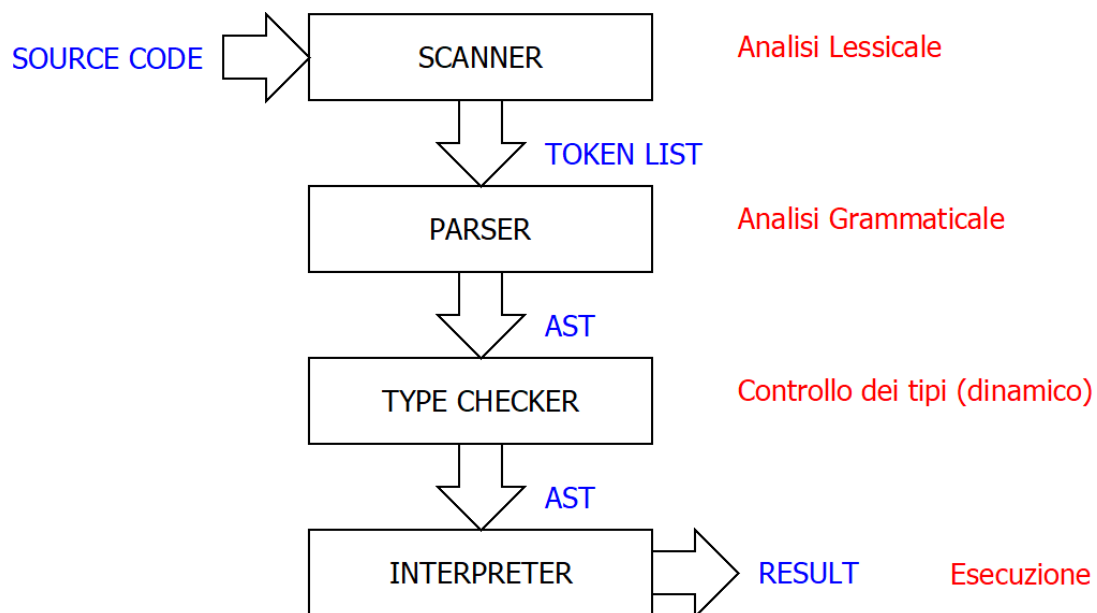 SOURCE CODE
SCANNER
Analisi Lessicale
TOKEN LIST
PARSER
Analisi Grammaticale
AST
TYPE CHECKER
Controllo dei tipi (dinamico)
AST
INTERPRETER
RESULT
Esecuzione